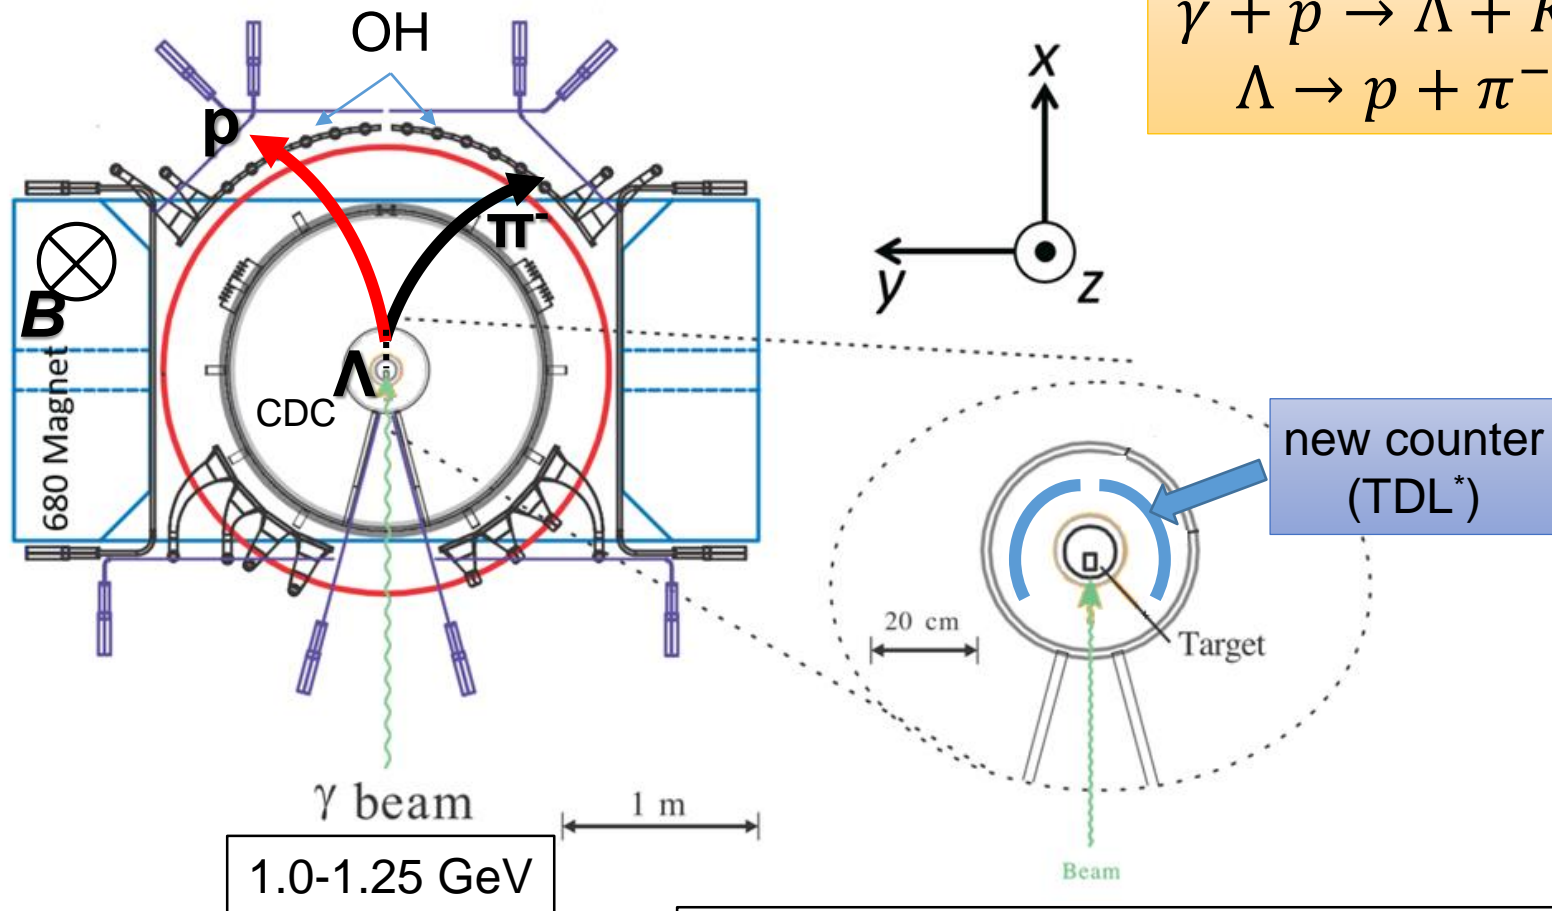 OH
γ + p → Λ +
Λ → p + π⁻
x
y
z
p
π⁻
B
Λ
CDC
680 Magnet
new counter
(TDL*)
20 cm
Target
γ beam
1 m
1.0-1.25 GeV
Beam